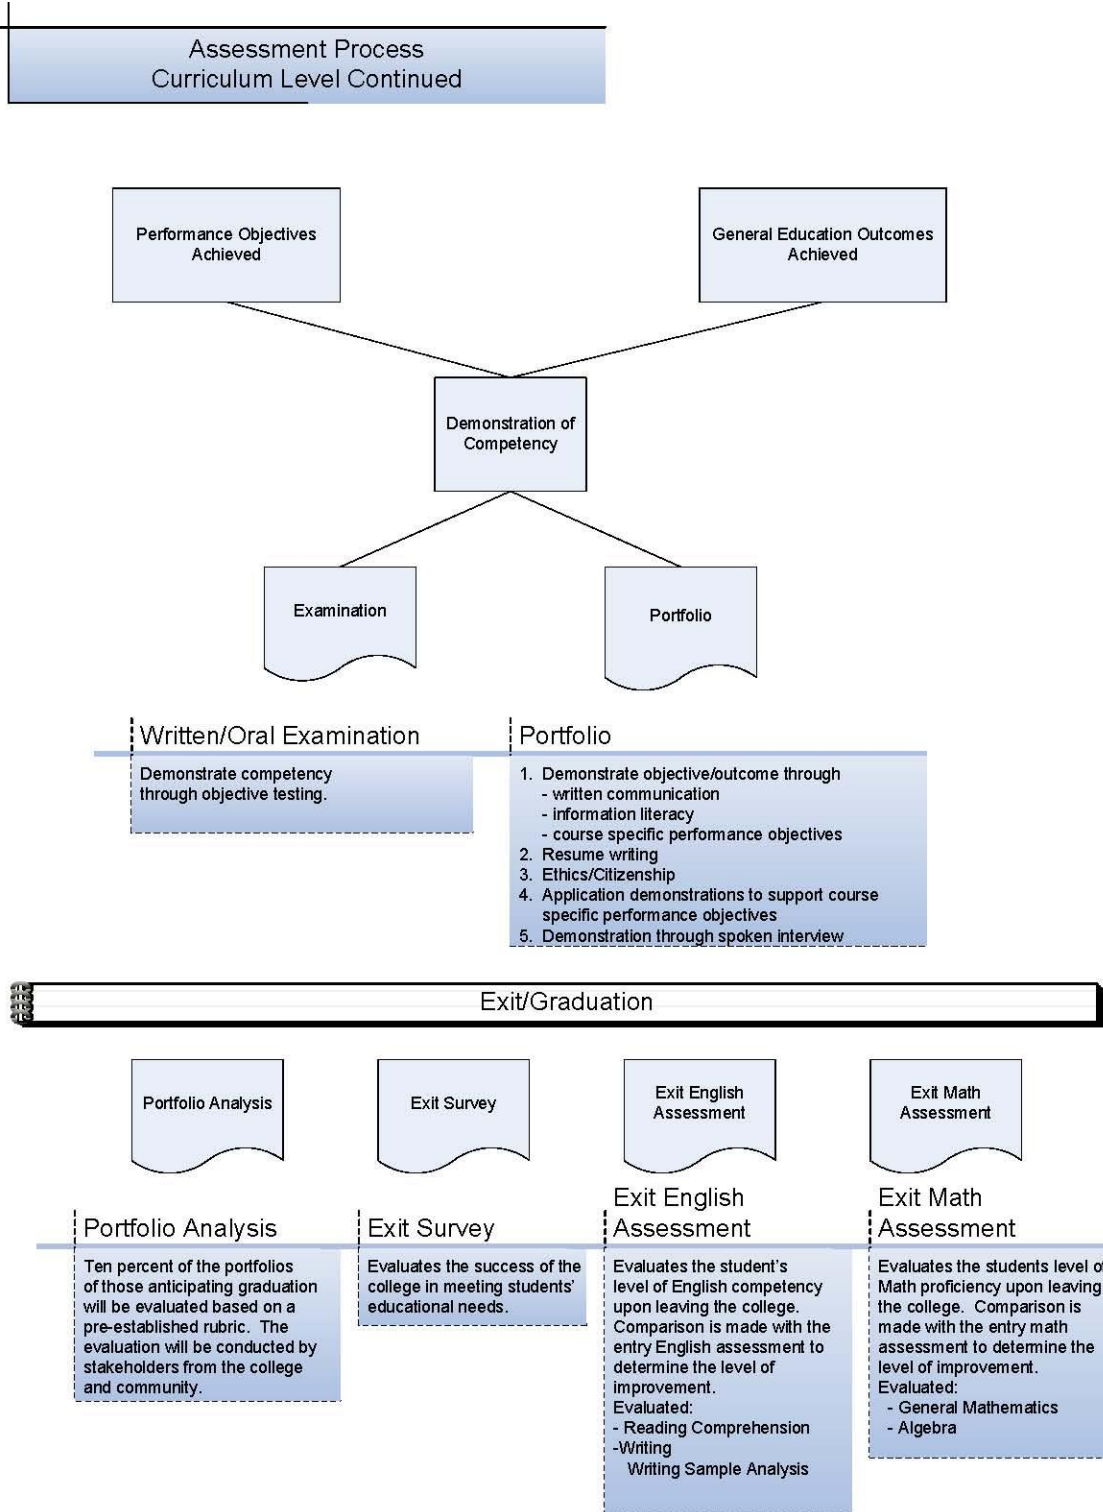 Assessment Process
Curriculum Level Continued
Performance Objectives
Achieved
General Education Outcomes
Achieved
Demonstration of
Competency
Examination
Portfolio
Written/Oral Examination
Demonstrate competency
through objective testing.
Portfolio
1. Demonstrate objective/outcome through
- written communication
- information literacy
- course specific performance objectives
2. Resume writing
3. Ethics/Citizenship
4. Application demonstrations to support course
specific performance objectives
5. Demonstration through spoken interview
Exit/Graduation
Portfolio Analysis
Exit Survey
Exit English
Assessment
Exit Math
Assessment
Portfolio Analysis
Ten percent of the portfolios
of those anticipating graduation
will be evaluated based on a
pre-established rubric. The
evaluation will be conducted by
stakeholders from the college
and community.
Exit Survey
Evaluates the success of the
college in meeting students'
educational needs.
Exit English
Assessment
Evaluates the student's
level of English competency
upon leaving the college.
Comparison is made with the
entry English assessment to
determine the level of
improvement.
Evaluated:
- Reading Comprehension
-Writing
Writing Sample Analysis
Exit Math
Assessment
Evaluates the students level of
Math proficiency upon leaving
the college. Comparison is
made with the entry math
assessment to determine the
level of improvement.
Evaluated:
- General Mathematics
- Algebra